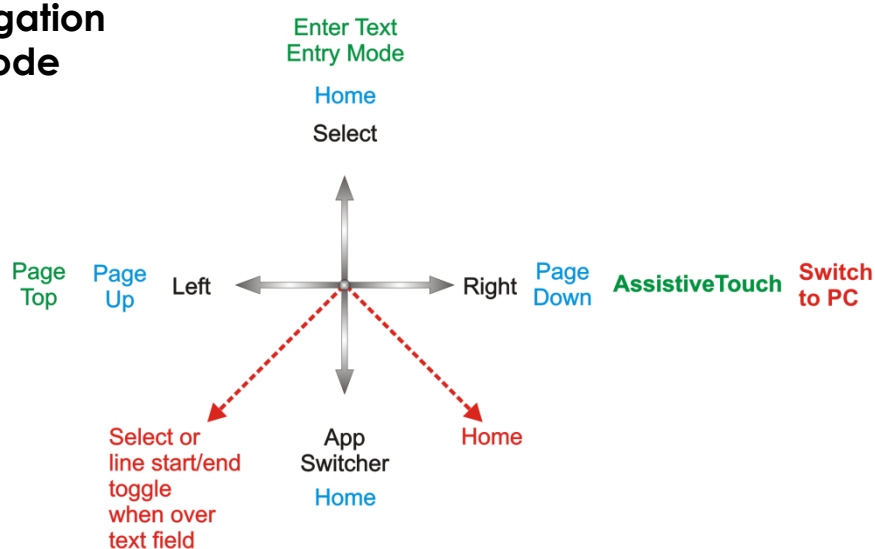 gation
ode
Enter Text
Entry Mode
Home
Select
Page
Top
Page
Up
Left
Right
Page
Down
AssistiveTouch
Switch
to PC
Select or
line start/end
toggle
when over
text field
App
Switcher
Home
Home